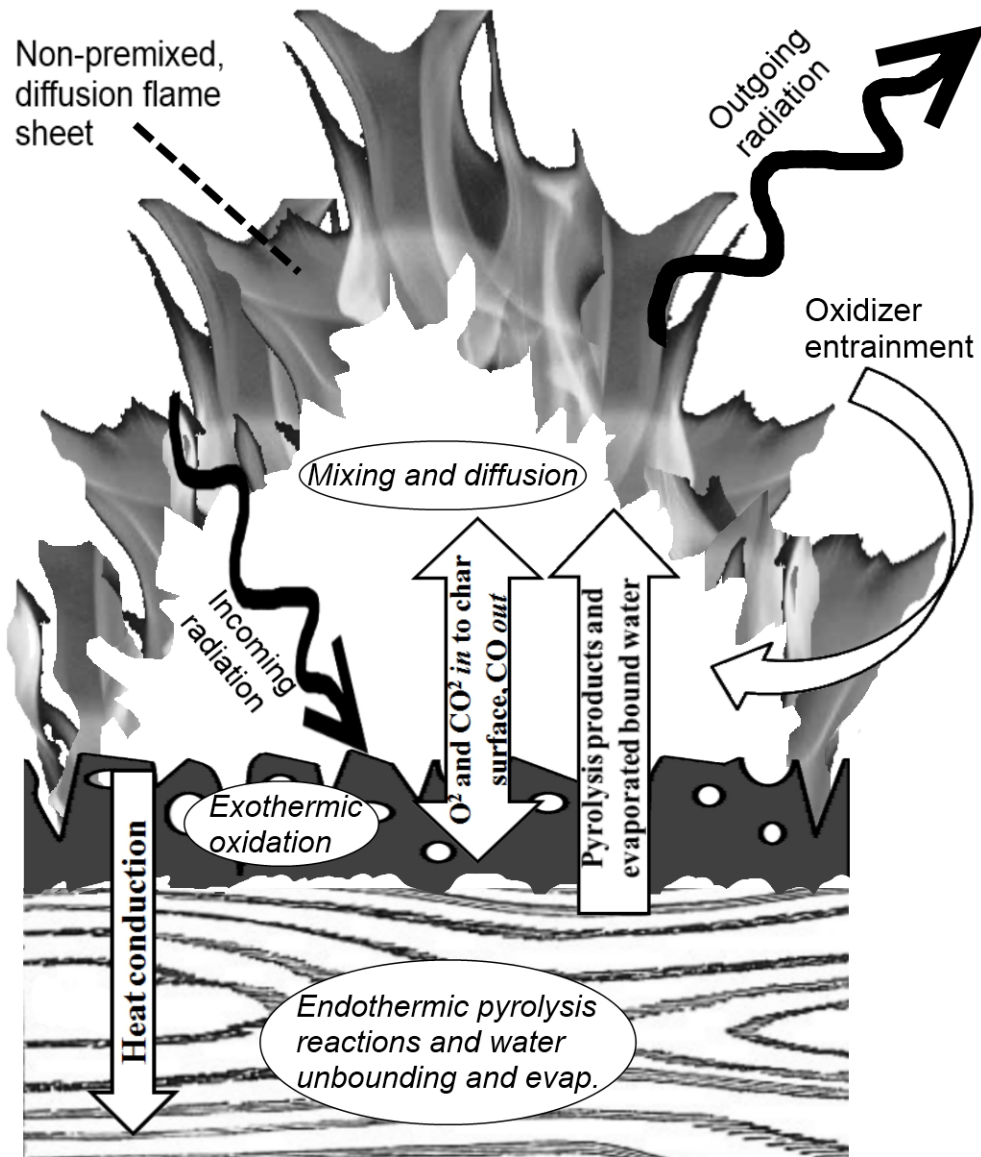 Non-premixed,
diffusion flame
sheet
Outgoing
radiation
Oxidizer
entrainment
Mixing and diffusion
Incoming
radiation
O² and CO² in to char
surface, CO out
Pyrolysis products and
evaporated bound water
Exothermic
oxidation
Heat conduction
Endothermic pyrolysis
reactions and water
unbounding and evap.